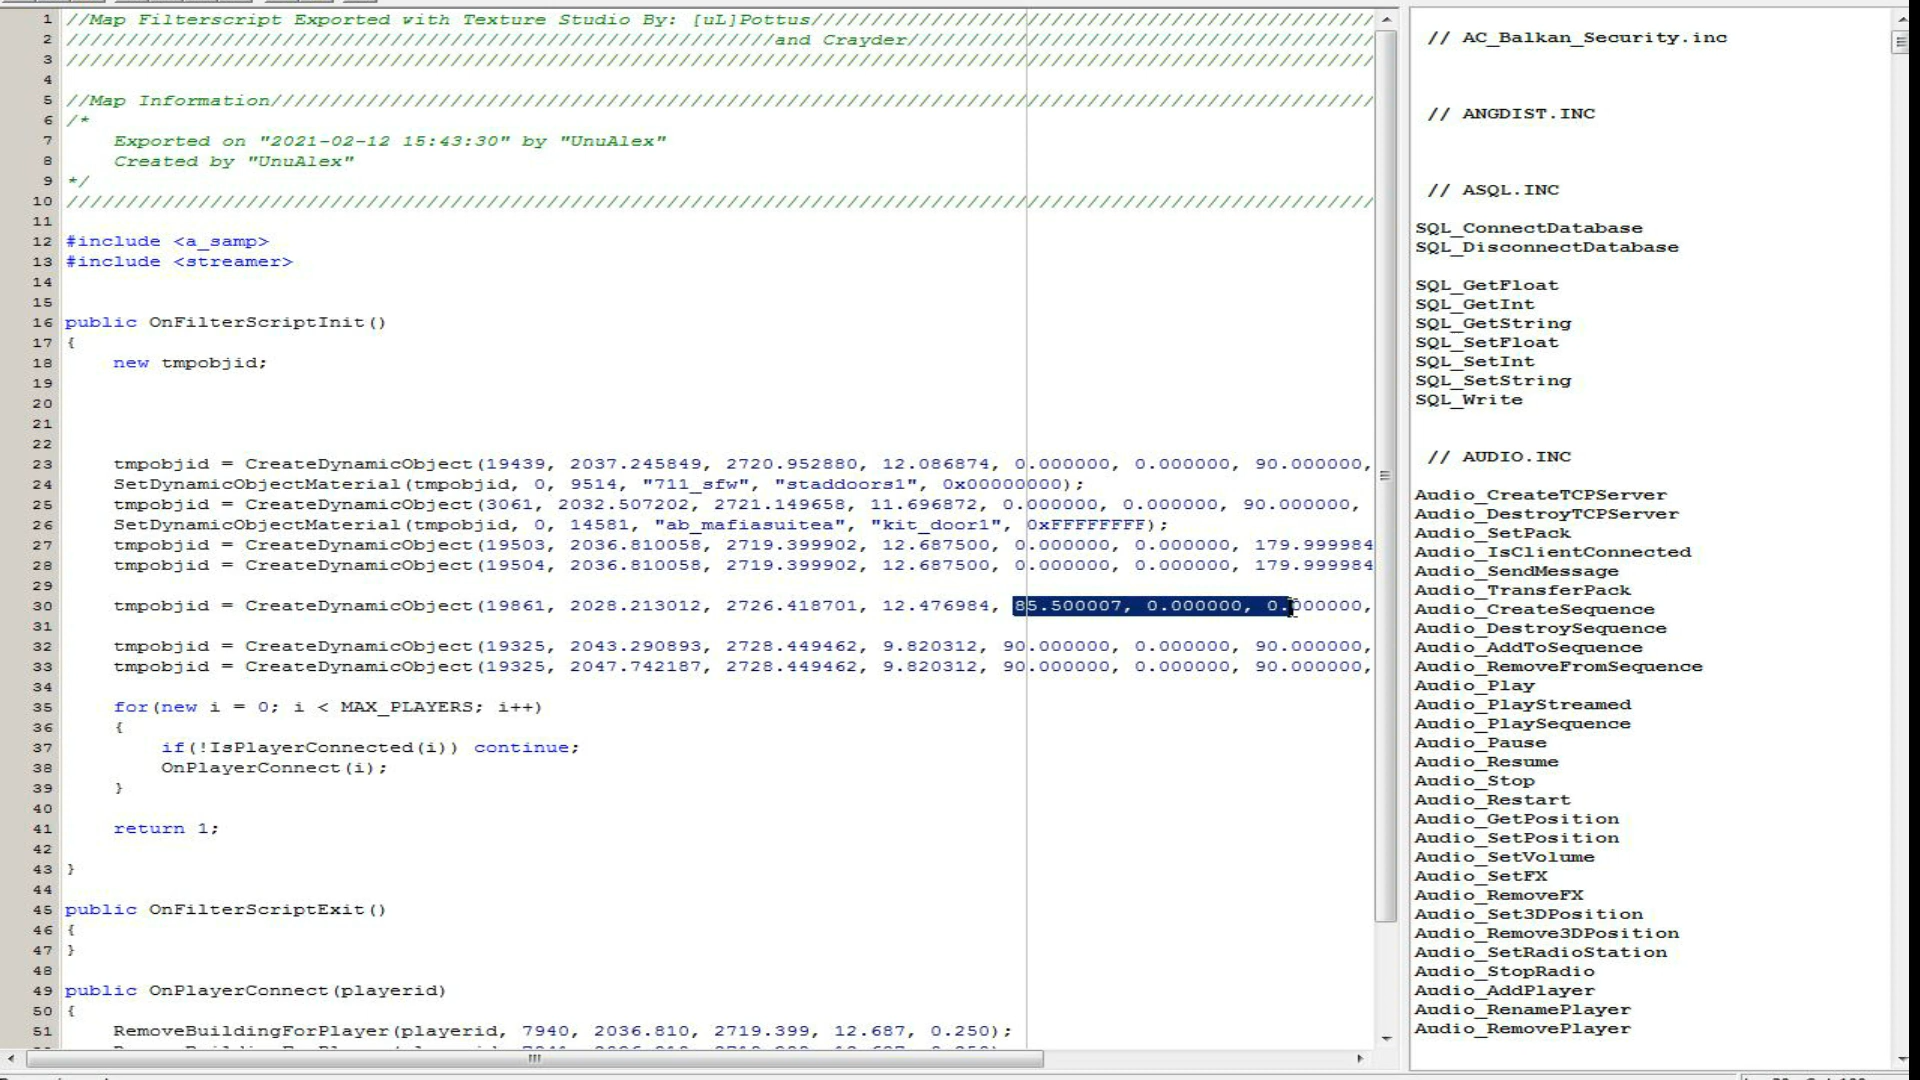 1 //Map Filterscript Exported with Texture Studio By: [uL]Pottus///////////////////////////////////////////////
2 ///////////////////////////////////////////////////////////and Crayder///////////////////////////////////////
3 /////////////////////////////////////////////////////////////////////////////////////////////////////////////
4
5 //Map Information////////////////////////////////////////////////////////////////////////////////////////////
6 /*
7 Exported on "2021-02-12 15:43:30" by "UnuAlex"
8 Created by "UnuAlex"
9 */
10 /////////////////////////////////////////////////////////////////////////////////////////////////////////////
11
12 #include <a_samp>
13 #include <streamer>
14
15
16 public OnFilterScriptInit()
17 {
18 new tmpobjid;
19
20
21
22
23 tmpobjid = CreateDynamicObject(19439, 2037.245849, 2720.952880, 12.086874, 0.000000, 0.000000, 90.000000,
24 SetDynamicObjectMaterial(tmpobjid, 0, 9514, "711_sfw", "staddoors1", 0x00000000);
25 tmpobjid = CreateDynamicObject(3061, 2032.507202, 2721.149658, 11.696872, 0.000000, 0.000000, 90.000000,
26 SetDynamicObjectMaterial(tmpobjid, 0, 14581, "ab_mafiasuitea", "kit_door1", 0xFFFFFFFF);
27 tmpobjid = CreateDynamicObject(19503, 2036.810058, 2719.399902, 12.687500, 0.000000, 0.000000, 179.999984
28 tmpobjid = CreateDynamicObject(19504, 2036.810058, 2719.399902, 12.687500, 0.000000, 0.000000, 179.999984
29
30 tmpobjid = CreateDynamicObject(19861, 2028.213012, 2726.418701, 12.476984, 85.500007, 0.000000, 0.000000,
31
32 tmpobjid = CreateDynamicObject(19325, 2043.290893, 2728.449462, 9.820312, 90.000000, 0.000000, 90.000000,
33 tmpobjid = CreateDynamicObject(19325, 2047.742187, 2728.449462, 9.820312, 90.000000, 0.000000, 90.000000,
34
35 for(new i = 0; i < MAX_PLAYERS; i++)
36 {
37 if(!IsPlayerConnected(i)) continue;
38 OnPlayerConnect(i);
39 }
40
41 return 1;
42
43 }
44
45 public OnFilterScriptExit()
46 {
47 }
48
49 public OnPlayerConnect(playerid)
50 {
51 RemoveBuildingForPlayer(playerid, 7940, 2036.810, 2719.399, 12.687, 0.250);
// AC_Balkan_Security.inc
// ANGDIST.INC
// ASQL.INC
SQL_ConnectDatabase
SQL_DisconnectDatabase
SQL_GetFloat
SQL_GetInt
SQL_GetString
SQL_SetFloat
SQL_SetInt
SQL_SetString
SQL_Write
// AUDIO.INC
Audio_CreateTCPServer
Audio_DestroyTCPServer
Audio_SetPack
Audio_IsClientConnected
Audio_SendMessage
Audio_TransferPack
Audio_CreateSequence
Audio_DestroySequence
Audio_AddToSequence
Audio_RemoveFromSequence
Audio_Play
Audio_PlayStreamed
Audio_PlaySequence
Audio_Pause
Audio_Resume
Audio_Stop
Audio_Restart
Audio_GetPosition
Audio_SetPosition
Audio_SetVolume
Audio_SetFX
Audio_RemoveFX
Audio_Set3DPosition
Audio_Remove3DPosition
Audio_SetRadioStation
Audio_StopRadio
Audio_AddPlayer
Audio_RenamePlayer
Audio_RemovePlayer